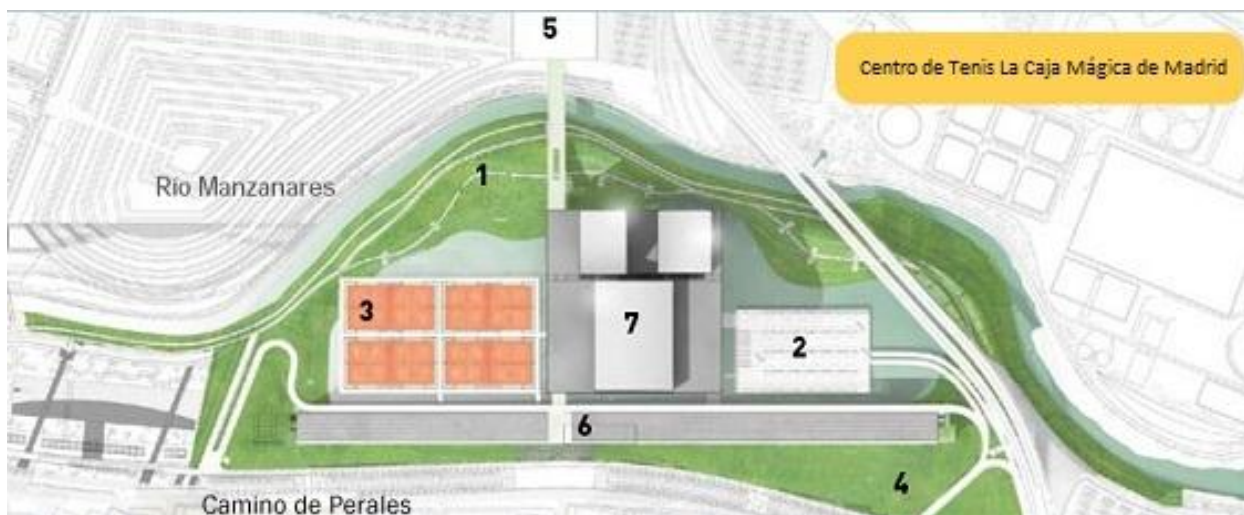 5
Centro de Tenis La Caja Mágica de Madrid
1
Río Manzanares
3
7
2
6
4
Camino de Perales